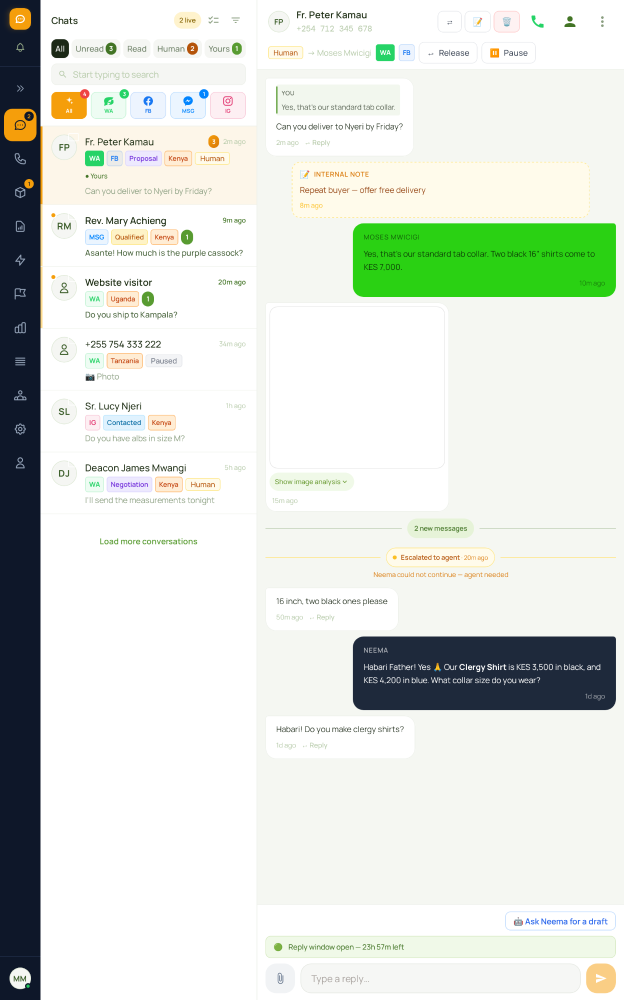 Chats
2 live
All
Unread 3
Read
Human 2
Yours 1
Start typing to search
4
All
3
WA
FB
1
MSG
IG
2
1
FP
Fr. Peter Kamau
3
2m ago
WA
FB
Proposal
Kenya
Human
• Yours
Can you deliver to Nyeri by Friday?
RM
Rev. Mary Achieng
9m ago
MSG
Qualified
Kenya
1
Asante! How much is the purple cassock?
Website visitor
20m ago
WA
Uganda
1
Do you ship to Kampala?
+255 754 333 222
34m ago
WA
Tanzania
Paused
📷 Photo
SL
Sr. Lucy Njeri
1h ago
IG
Contacted
Kenya
Do you have albs in size M?
DJ
Deacon James Mwangi
5h ago
WA
Negotiation
Kenya
Human
I'll send the measurements tonight
Load more conversations
MM
FP
Fr. Peter Kamau
+254 712 345 678
Human
→ Moses Mwicigi
WA
FB
↔ Release
⏸️ Pause
YOU
Yes, that's our standard tab collar.
Can you deliver to Nyeri by Friday?
2m ago
↔ Reply
📝 INTERNAL NOTE
Repeat buyer — offer free delivery
8m ago
MOSES MWICIGI
Yes, that's our standard tab collar. Two black 16" shirts come to
KES 7,000.
10m ago
Show image analysis
15m ago
2 new messages
Escalated to agent 20m ago
Neema could not continue — agent needed
16 inch, two black ones please
50m ago
↔ Reply
NEEMA
Habari Father! Yes 🙏 Our Clergy Shirt is KES 3,500 in black, and
KES 4,200 in blue. What collar size do you wear?
1d ago
Habari! Do you make clergy shirts?
1d ago
↔ Reply
🤖 Ask Neema for a draft
🟢 Reply window open — 23h 57m left
Type a reply...